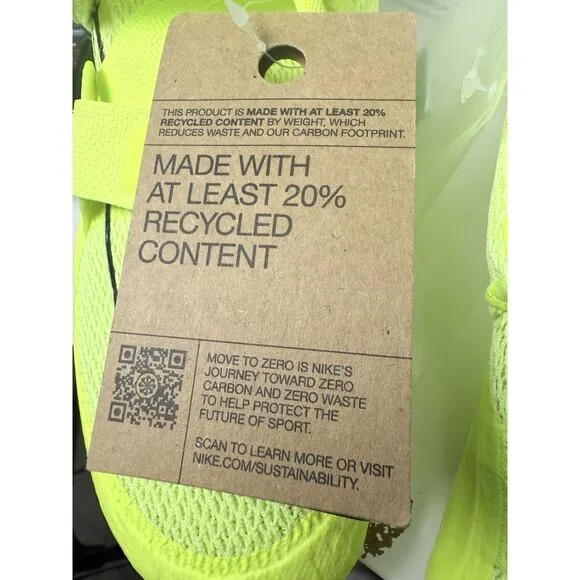 THIS PRODUCT IS MADE WITH AT LEAST 20%
RECYCLED CONTENT BY WEIGHT, WHICH
REDUCES WASTE AND OUR CARBON FOOTPRINT.
MADE WITH
AT LEAST 20%
RECYCLED
CONTENT
MOVE TO ZERO IS NIKE'S
JOURNEY TOWARD ZERO
CARBON AND ZERO WASTE
TO HELP PROTECT THE
FUTURE OF SPORT.
SCAN TO LEARN MORE OR VISIT
NIKE.COM/SUSTAINABILITY.